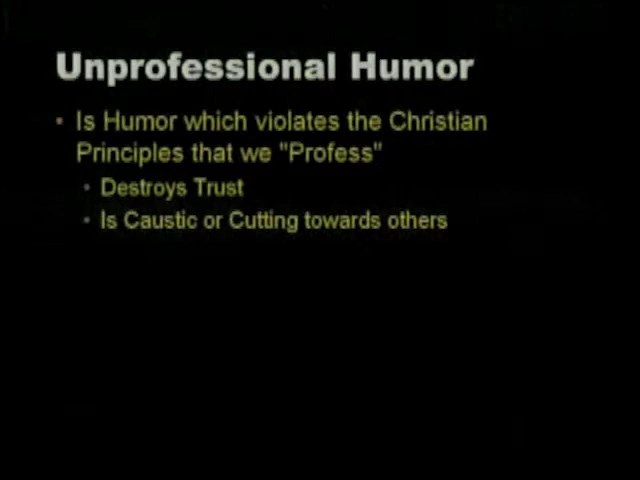 Unprofessional Humor
• Is Humor which violates the Christian
Principles that we "Profess"
• Destroys Trust
• Is Caustic or Cutting towards others